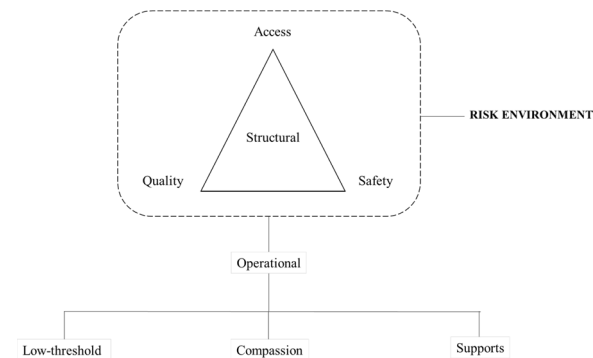 Access
RISK ENVIRONMENT
Structural
Quality
Safety
Operational
Low-threshold
Compassion
Supports